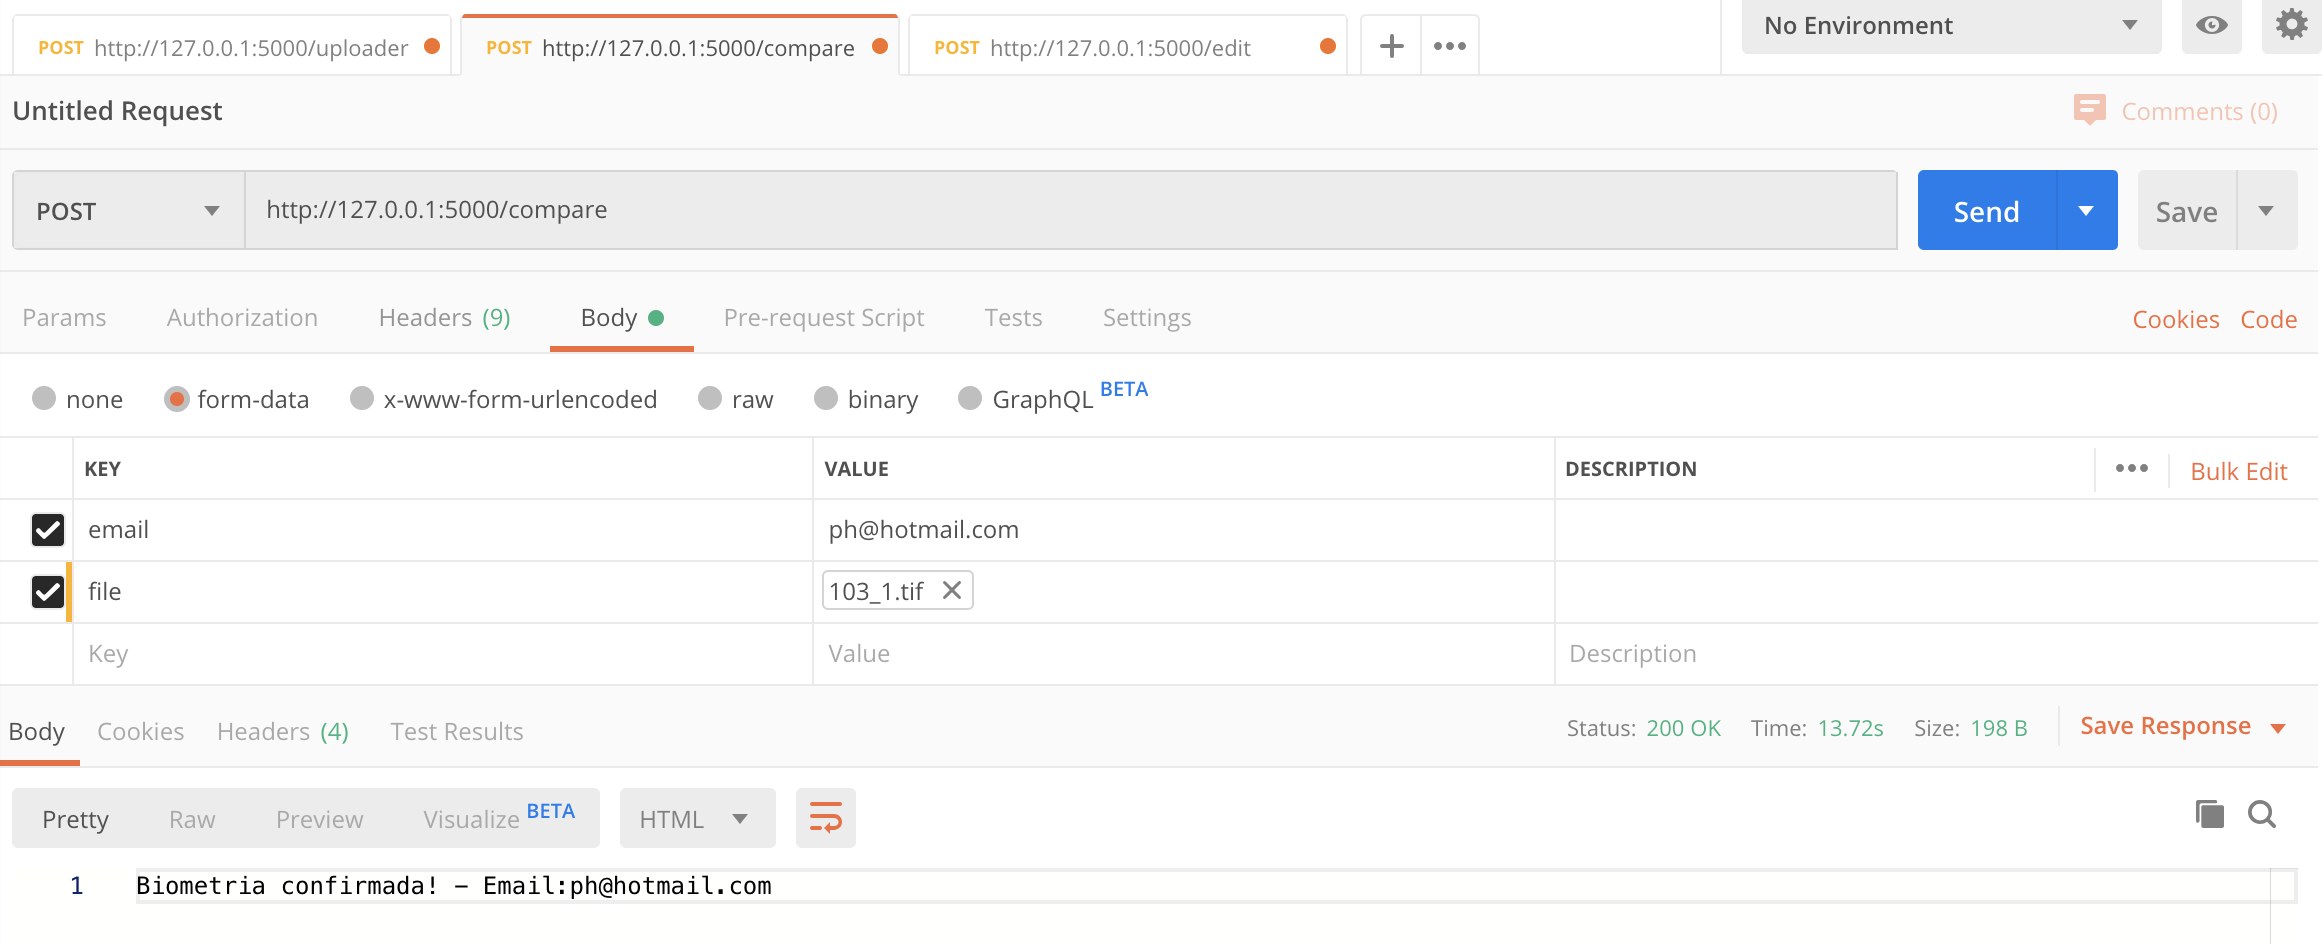 POST http://127.0.0.1:5000/uploader POST http://127.0.0.1:5000/compare POST http://127.0.0.1:5000/edit No Environment
Untitled Request Comments (0)
POST http://127.0.0.1:5000/compare Send Save
Params Authorization Headers (9) Body Pre-request Script Tests Settings Cookies Code
none form-data x-www-form-urlencoded raw binary GraphQL BETA
KEY VALUE DESCRIPTION Bulk Edit
email ph@hotmail.com
file 103_1.tif
Key Value Description
Body Cookies Headers (4) Test Results Status: 200 OK Time: 13.72s Size: 198 B Save Response
Pretty Raw Preview Visualize BETA HTML
1 Biometria confirmada! - Email:ph@hotmail.com